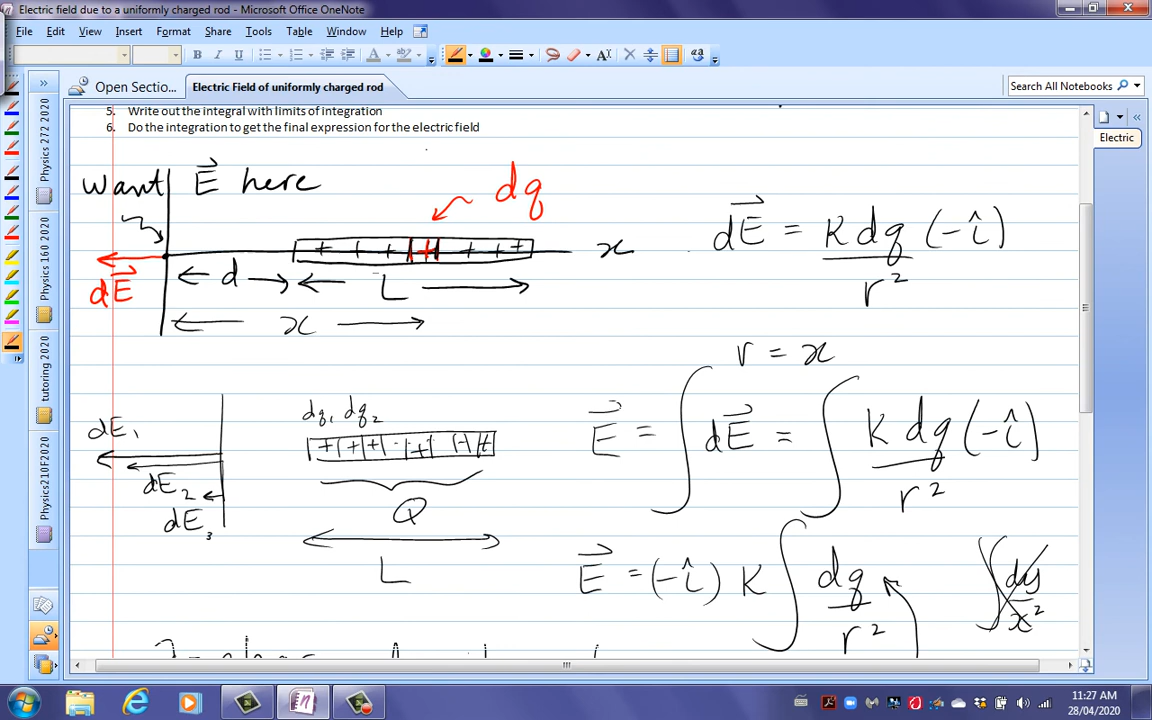 Electric field due to a uniformly charged rod - Microsoft Office OneNote
File Edit View Insert Format Share Tools Table Window Help
B I U A
Open Sectio... Electric Field of uniformly charged rod Search All Notebooks
Electric
Physics 272 2020
Physics 160 2020
tutoring 2020
Physics210F2020
5. Write out the integral with limits of integration
6. Do the integration to get the final expression for the electric field
want E⃗ here
dq
+ + + + + + +
x
dE⃗
d
L
x
dE⃗ = K dq (-î)
r²
r = x
dq₁ dq₂
dE₁
dE₂
dE₃
Q
L
E⃗ = ∫ dE⃗ = ∫ K dq (-î)
r²
E⃗ = (-î) K ∫ dq
r²
x²
11:27 AM
28/04/2020